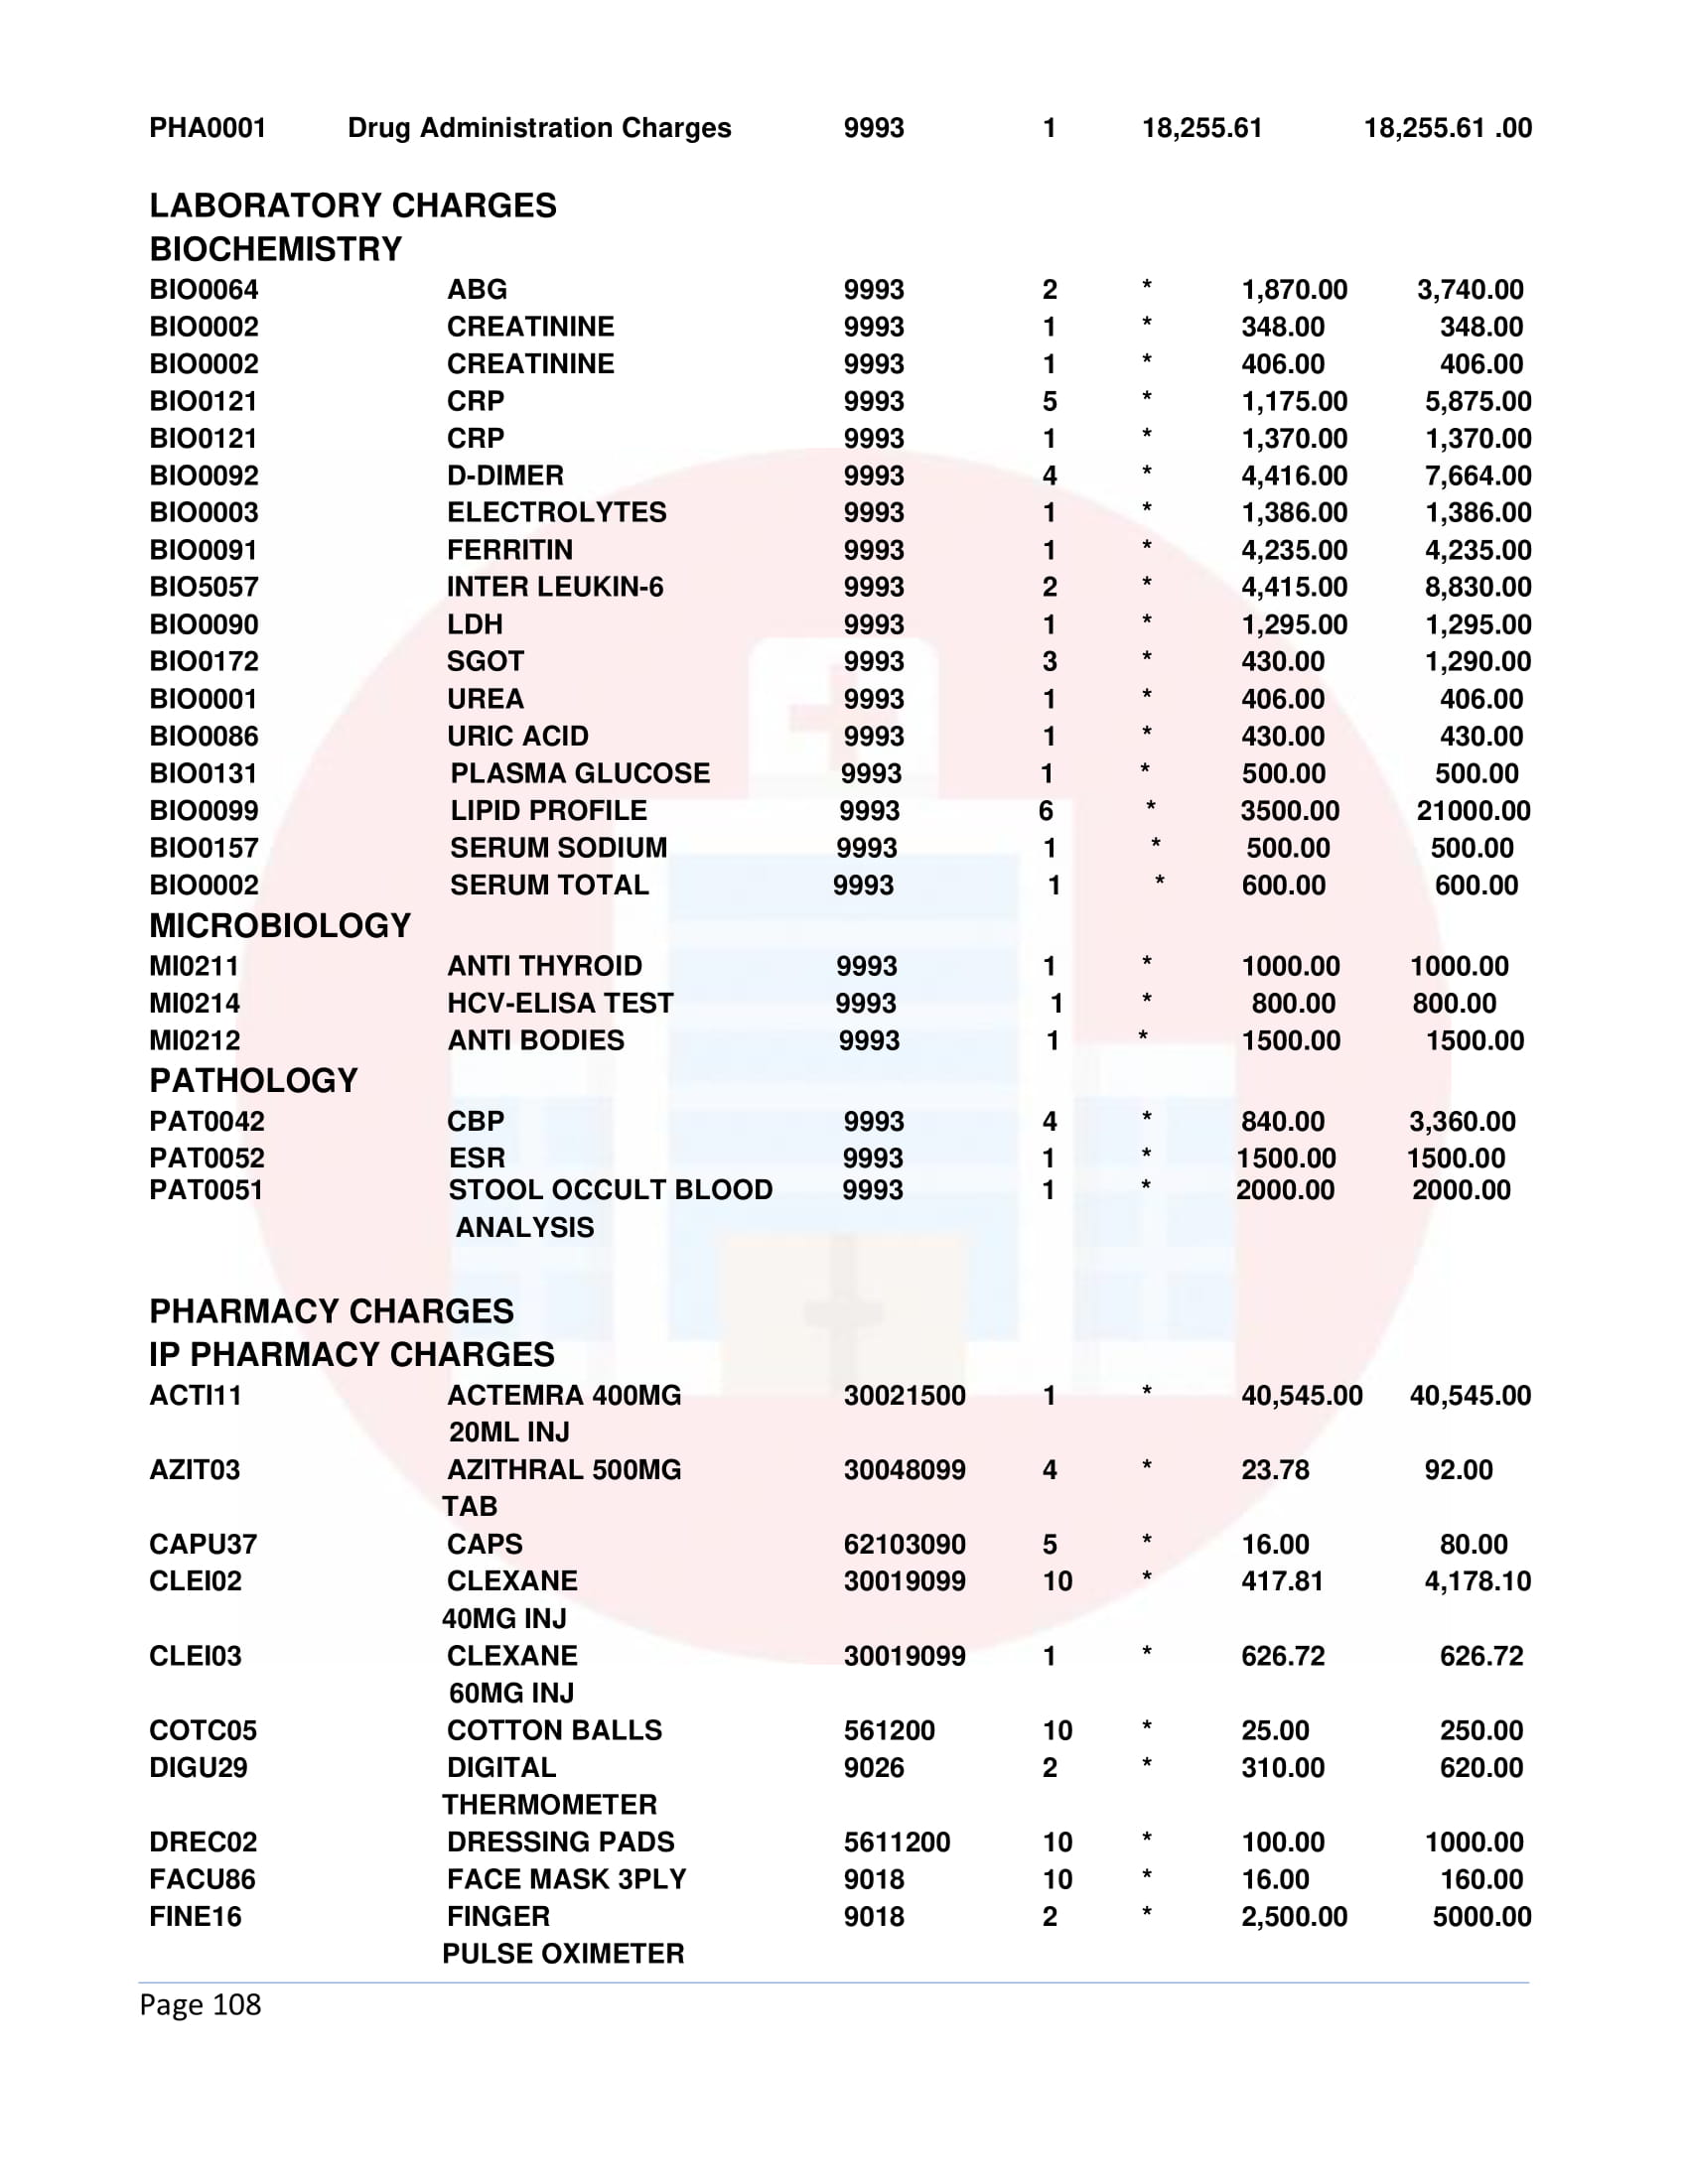 PHA0001 Drug Administration Charges 9993 1 18,255.61 18,255.61 .00
LABORATORY CHARGES
BIOCHEMISTRY
BIO0064 ABG 9993 2 * 1,870.00 3,740.00
BIO0002 CREATININE 9993 1 * 348.00 348.00
BIO0002 CREATININE 9993 1 * 406.00 406.00
BIO0121 CRP 9993 5 * 1,175.00 5,875.00
BIO0121 CRP 9993 1 * 1,370.00 1,370.00
BIO0092 D-DIMER 9993 4 * 4,416.00 7,664.00
BIO0003 ELECTROLYTES 9993 1 * 1,386.00 1,386.00
BIO0091 FERRITIN 9993 1 * 4,235.00 4,235.00
BIO5057 INTER LEUKIN-6 9993 2 * 4,415.00 8,830.00
BIO0090 LDH 9993 1 * 1,295.00 1,295.00
BIO0172 SGOT 9993 3 * 430.00 1,290.00
BIO0001 UREA 9993 1 * 406.00 406.00
BIO0086 URIC ACID 9993 1 * 430.00 430.00
BIO0131 PLASMA GLUCOSE 9993 1 * 500.00 500.00
BIO0099 LIPID PROFILE 9993 6 * 3500.00 21000.00
BIO0157 SERUM SODIUM 9993 1 * 500.00 500.00
BIO0002 SERUM TOTAL 9993 1 * 600.00 600.00
MICROBIOLOGY
MI0211 ANTI THYROID 9993 1 * 1000.00 1000.00
MI0214 HCV-ELISA TEST 9993 1 * 800.00 800.00
MI0212 ANTI BODIES 9993 1 * 1500.00 1500.00
PATHOLOGY
PAT0042 CBP 9993 4 * 840.00 3,360.00
PAT0052 ESR 9993 1 * 1500.00 1500.00
PAT0051 STOOL OCCULT BLOOD 9993 1 * 2000.00 2000.00
ANALYSIS
PHARMACY CHARGES
IP PHARMACY CHARGES
ACTI11 ACTEMRA 400MG 30021500 1 * 40,545.00 40,545.00
20ML INJ
AZIT03 AZITHRAL 500MG 30048099 4 * 23.78 92.00
TAB
CAPU37 CAPS 62103090 5 * 16.00 80.00
CLEI02 CLEXANE 30019099 10 * 417.81 4,178.10
40MG INJ
CLEI03 CLEXANE 30019099 1 * 626.72 626.72
60MG INJ
COTC05 COTTON BALLS 561200 10 * 25.00 250.00
DIGU29 DIGITAL 9026 2 * 310.00 620.00
THERMOMETER
DREC02 DRESSING PADS 5611200 10 * 100.00 1000.00
FACU86 FACE MASK 3PLY 9018 10 * 16.00 160.00
FINE16 FINGER 9018 2 * 2,500.00 5000.00
PULSE OXIMETER
Page 108